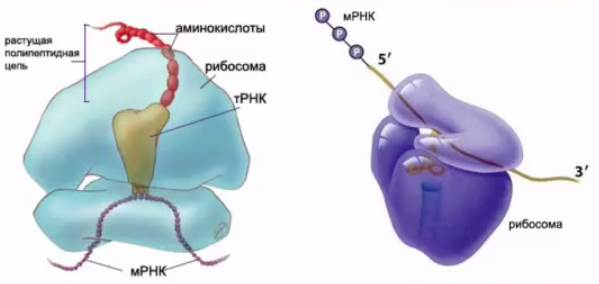 аминокислоты
растущая
полипептидная
цепь
рибосома
тРНК
мРНК
мРНК
P
P
P
5′
3′
рибосома